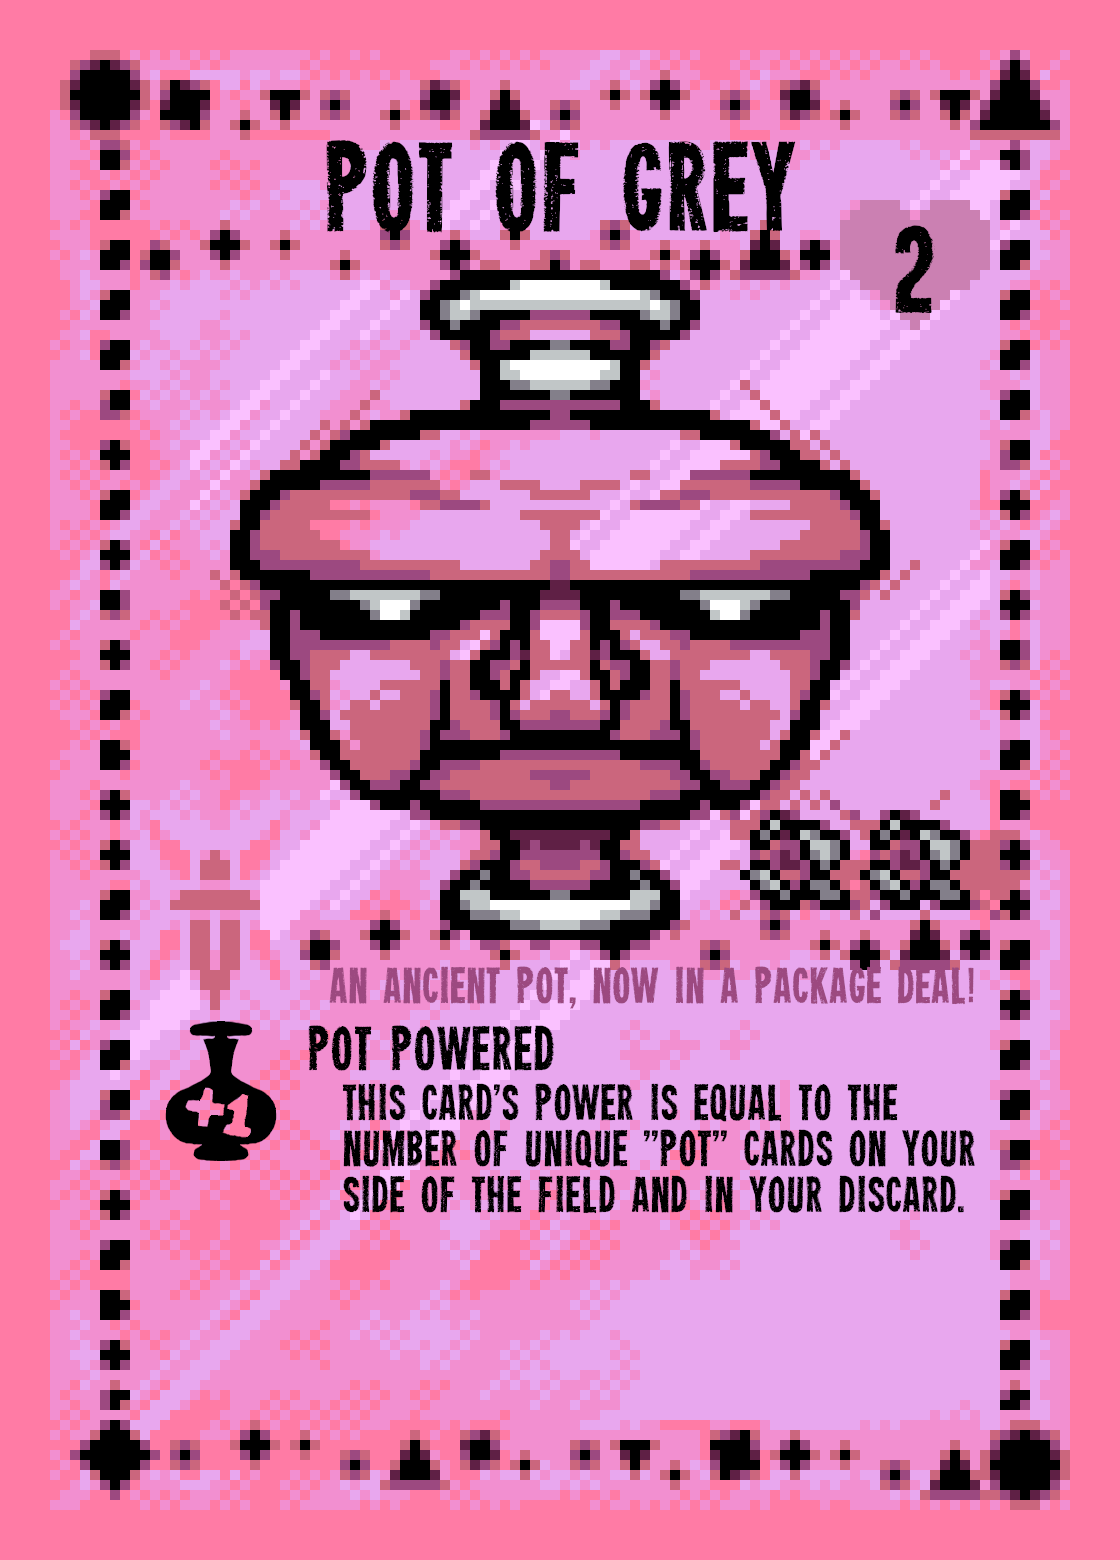 POT OF GREY
2
AN ANCIENT POT, NOW IN A PACKAGE DEAL!
POT POWERED
+1
THIS CARD'S POWER IS EQUAL TO THE
NUMBER OF UNIQUE "POT" CARDS ON YOUR
SIDE OF THE FIELD AND IN YOUR DISCARD.